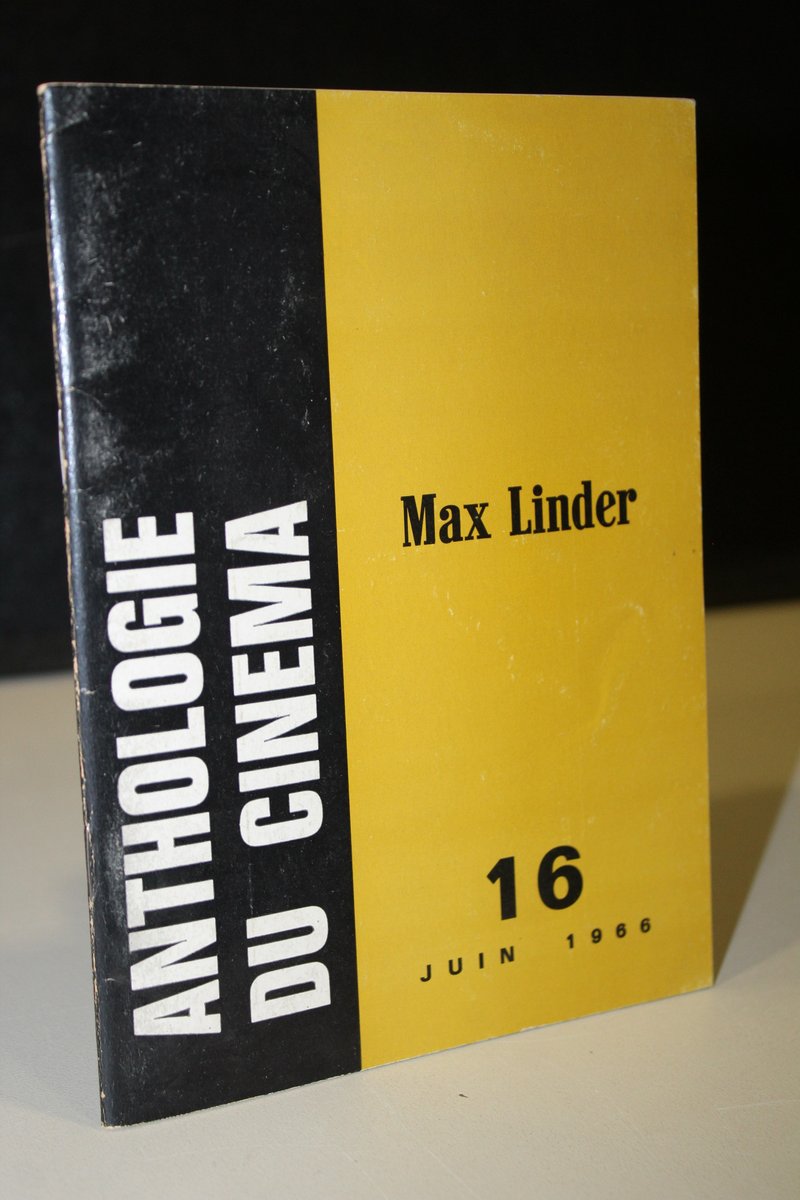 ANTHOLOGIE
DU CINEMA
Max Linder
16
JUIN 1966